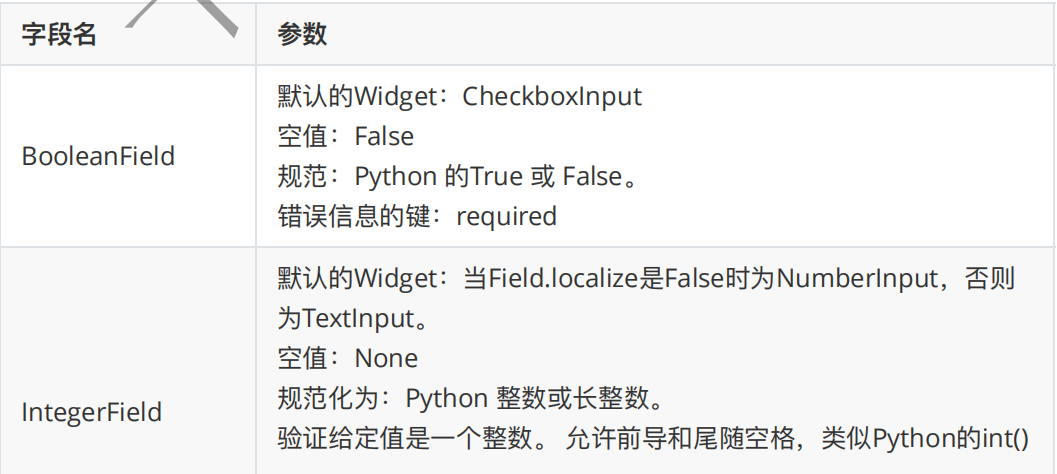 字段名
参数
BooleanField
默认的Widget：CheckboxInput
空值：False
规范：Python 的True 或 False。
错误信息的键：required
IntegerField
默认的Widget：当Field.localize是False时为NumberInput，否则
为TextInput。
空值：None
规范化为：Python 整数或长整数。
验证给定值是一个整数。 允许前导和尾随空格，类似Python的int()